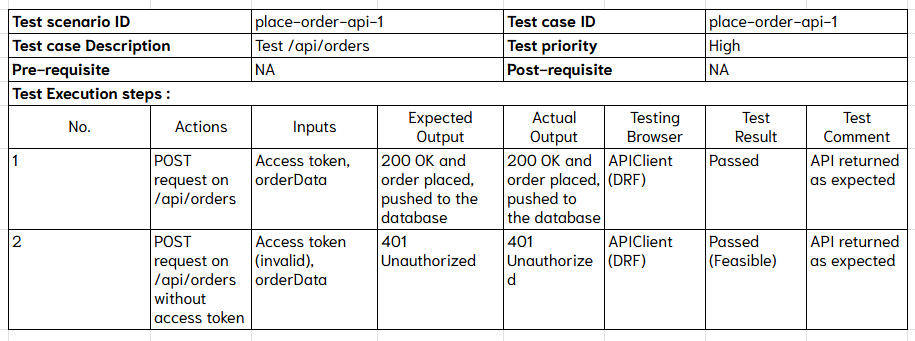 Test scenario ID place-order-api-1 Test case ID place-order-api-1
Test case Description Test /api/orders Test priority High
Pre-requisite NA Post-requisite NA
Test Execution steps :
No.
Actions
Inputs
Expected
Output
Actual
Output
Testing
Browser
Test
Result
Test
Comment
1
POST
request on
/api/orders
Access token,
orderData
200 OK and
order placed,
pushed to the
database
200 OK and
order placed,
pushed to
the database
APIClient
(DRF)
Passed
API returned
as expected
2
POST
request on
/api/orders
without
access token
Access token
(invalid),
orderData
401
Unauthorized
401
Unauthorize
d
APIClient
(DRF)
Passed
(Feasible)
API returned
as expected